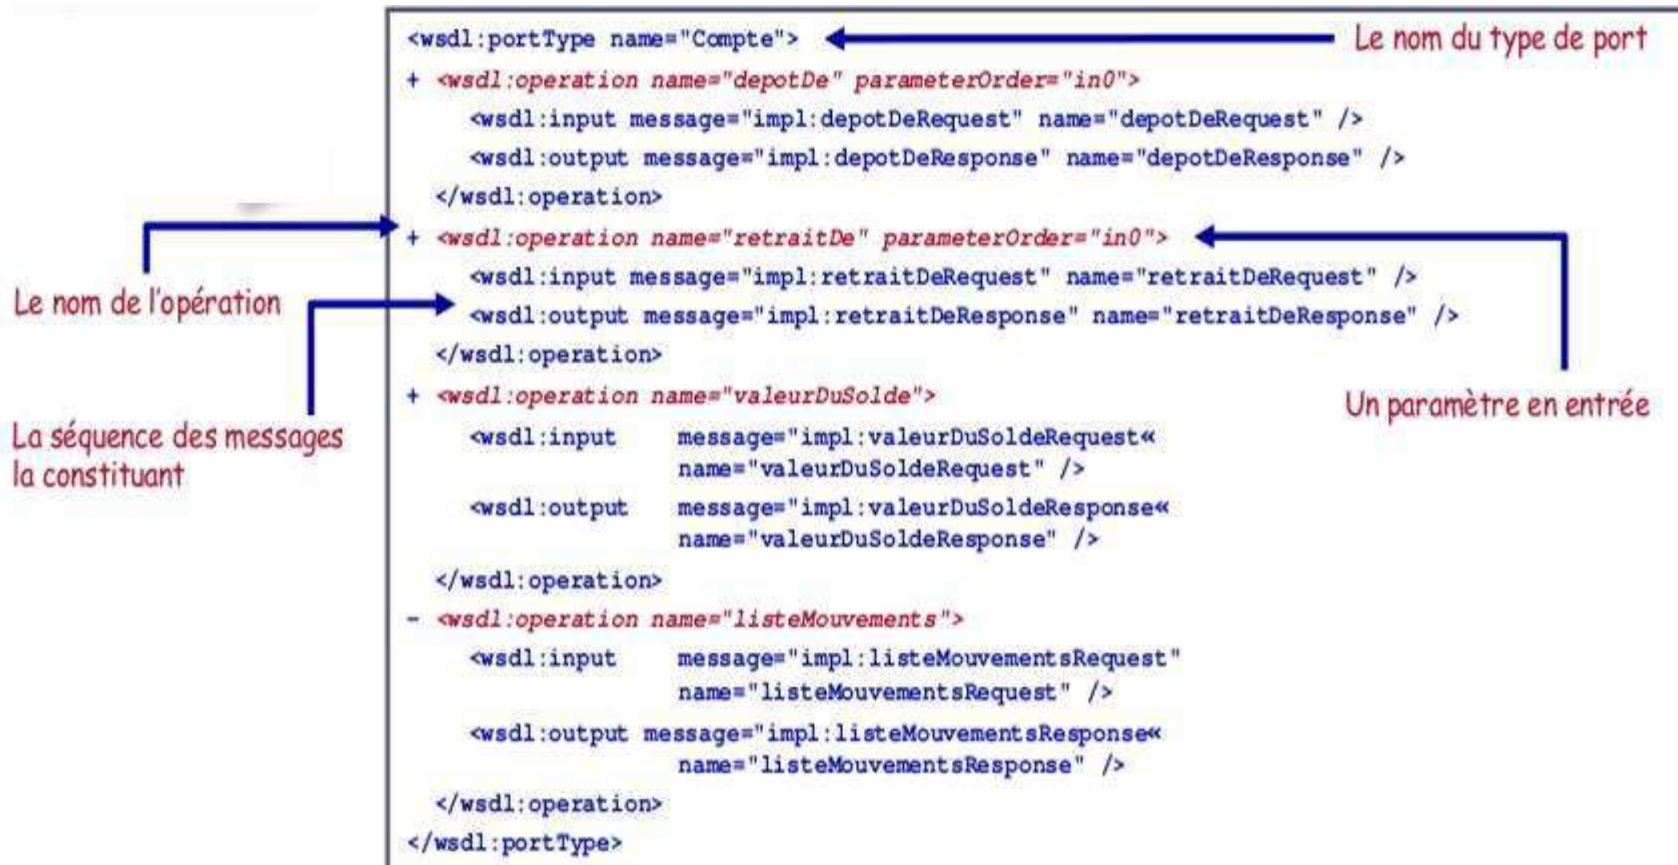 <wsdl:portType name="Compte">
Le nom du type de port
+ <wsdl:operation name="depotDe" parameterOrder="in0">
<wsdl:input message="impl:depotDeRequest" name="depotDeRequest" />
<wsdl:output message="impl:depotDeResponse" name="depotDeResponse" />
</wsdl:operation>
+ <wsdl:operation name="retraitDe" parameterOrder="in0">
<wsdl:input message="impl:retraitDeRequest" name="retraitDeRequest" />
Le nom de l'opération
<wsdl:output message="impl:retraitDeResponse" name="retraitDeResponse" />
</wsdl:operation>
+ <wsdl:operation name="valeurDuSolde">
Un paramètre en entrée
La séquence des messages
la constituant
<wsdl:input message="impl:valeurDuSoldeRequest«
name="valeurDuSoldeRequest" />
<wsdl:output message="impl:valeurDuSoldeResponse«
name="valeurDuSoldeResponse" />
</wsdl:operation>
- <wsdl:operation name="listeMouvements">
<wsdl:input message="impl:listeMouvementsRequest"
name="listeMouvementsRequest" />
<wsdl:output message="impl:listeMouvementsResponse«
name="listeMouvementsResponse" />
</wsdl:operation>
</wsdl:portType>